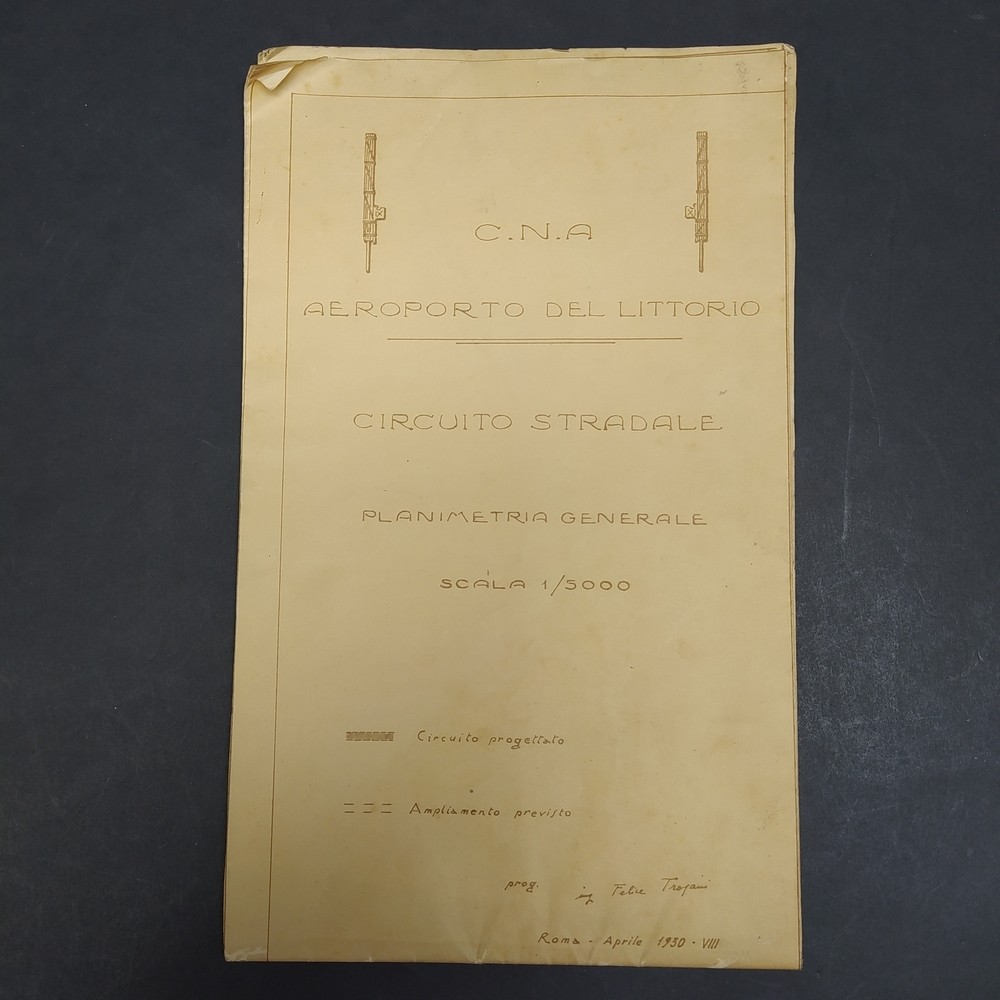 C.N.A
AEROPORTO DEL LITTORIO
CIRCUITO STRADALE
PLANIMETRIA GENERALE
SCALA 1/5000
Circuito progettato
Ampliamento previsto
prog. ing Felice Trojani
Roma - Aprile 1930 - VIII